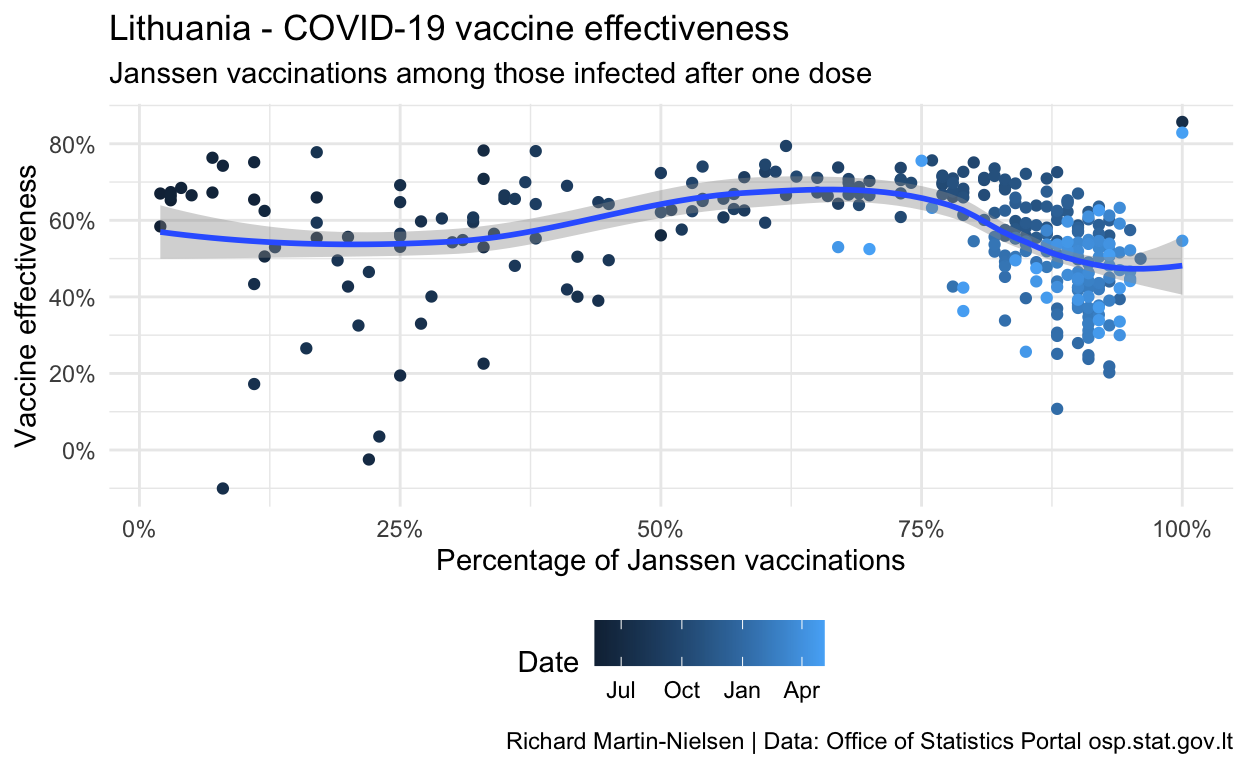 Lithuania - COVID-19 vaccine effectiveness
Janssen vaccinations among those infected after one dose
Vaccine effectiveness
80%
60%
40%
20%
0%
0% 25% 50% 75% 100%
Percentage of Janssen vaccinations
Date
Jul Oct Jan Apr
Richard Martin-Nielsen | Data: Office of Statistics Portal osp.stat.gov.lt